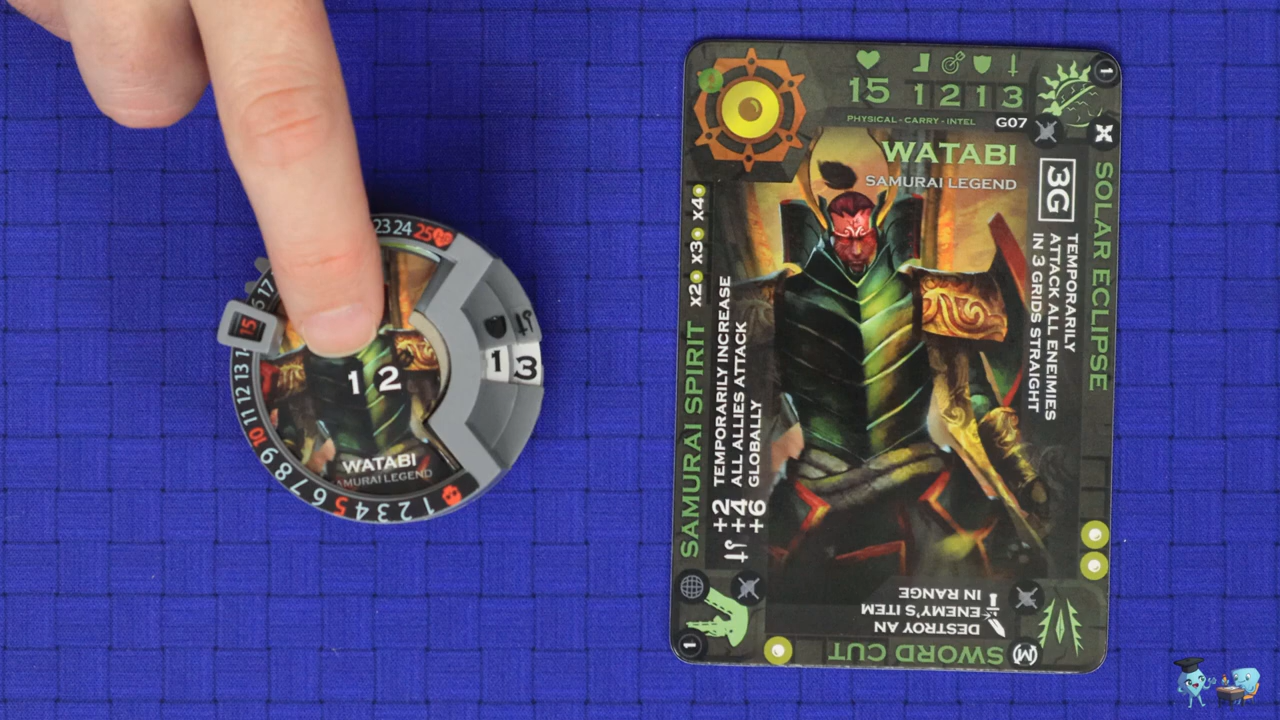 23 24 25
17
15
13
12
11
10
9
8
7
6
5
4
3
2
1
1 2
1 3
WATABI
SAMURAI LEGEND
15 1 2 1 3
PHYSICAL - CARRY - INTEL
G07
1
X
WATABI
SAMURAI LEGEND
SOLAR ECLIPSE
3G
TEMPORARILY
ATTACK ALL ENEIMIES
IN 3 GRIDS STRAIGHT
SAMURAI SPIRIT
x2 x3 x4
+2 TEMPORARILY INCREASE
+4 ALL ALLIES ATTACK
+6 GLOBALLY
1
SWORD CUT
(M)
DESTROY AN
ENEMY'S ITEM
IN RANGE